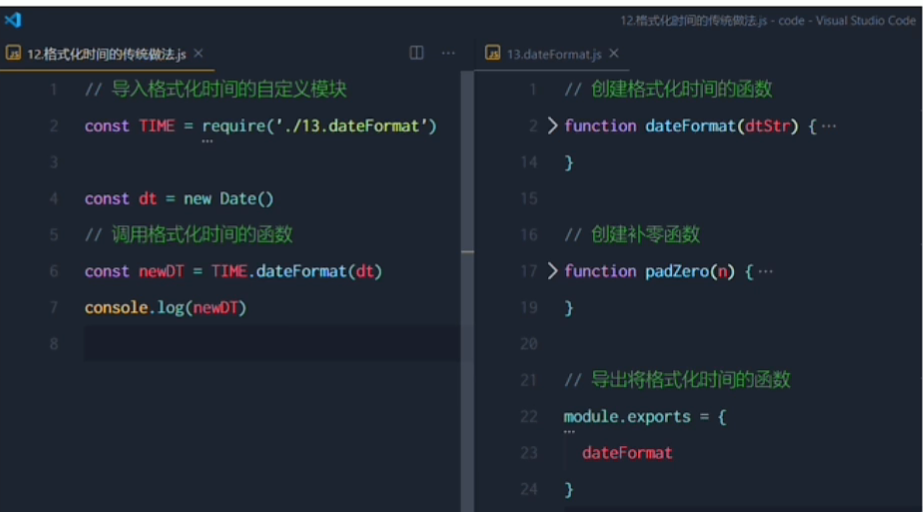 12.格式化时间的传统做法.js - code - Visual Studio Code
12.格式化时间的传统做法.js ×
1 // 导入格式化时间的自定义模块
2 const TIME = require('./13.dateFormat')
3
4 const dt = new Date()
5 // 调用格式化时间的函数
6 const newDT = TIME.dateFormat(dt)
7 console.log(newDT)
8
13.dateFormat.js ×
1 // 创建格式化时间的函数
2 function dateFormat(dtStr) {…
14 }
15
16 // 创建补零函数
17 function padZero(n) {…
19 }
20
21 // 导出将格式化时间的函数
22 module.exports = {
23 dateFormat
24 }